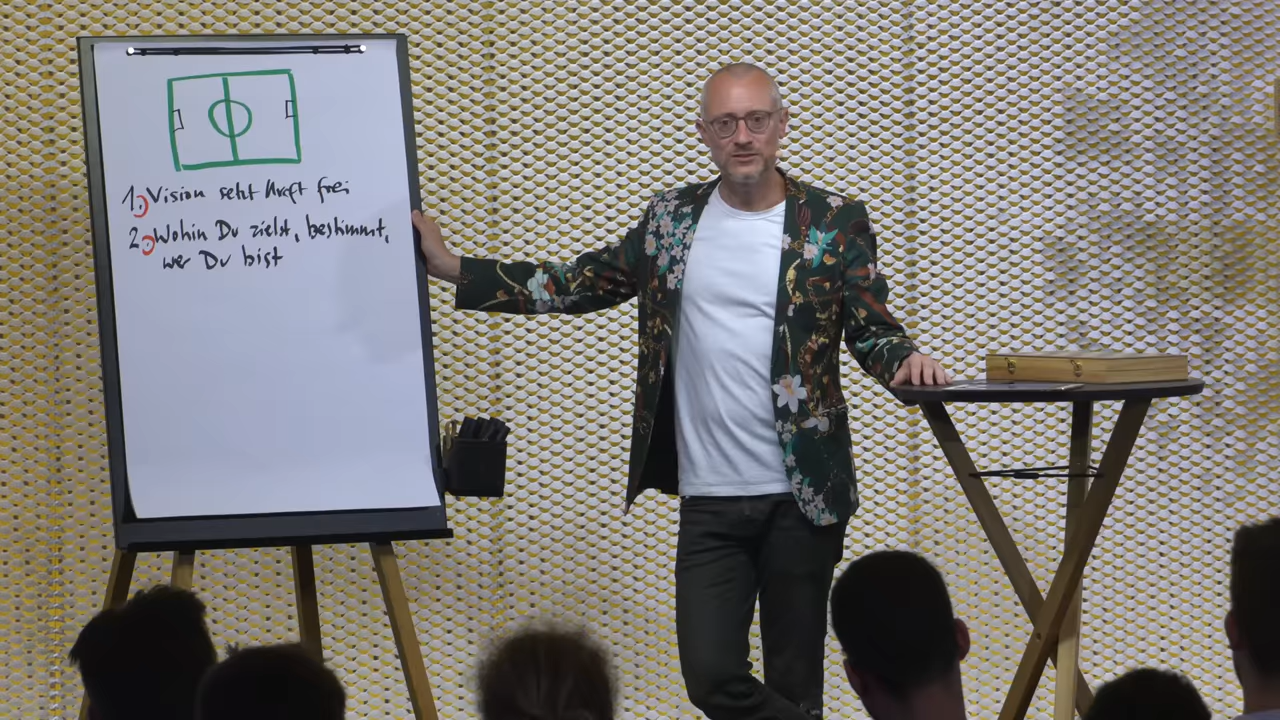 1. Vision setzt Kraft frei
2. Wohin Du zielst, bestimmt,
wer Du bist